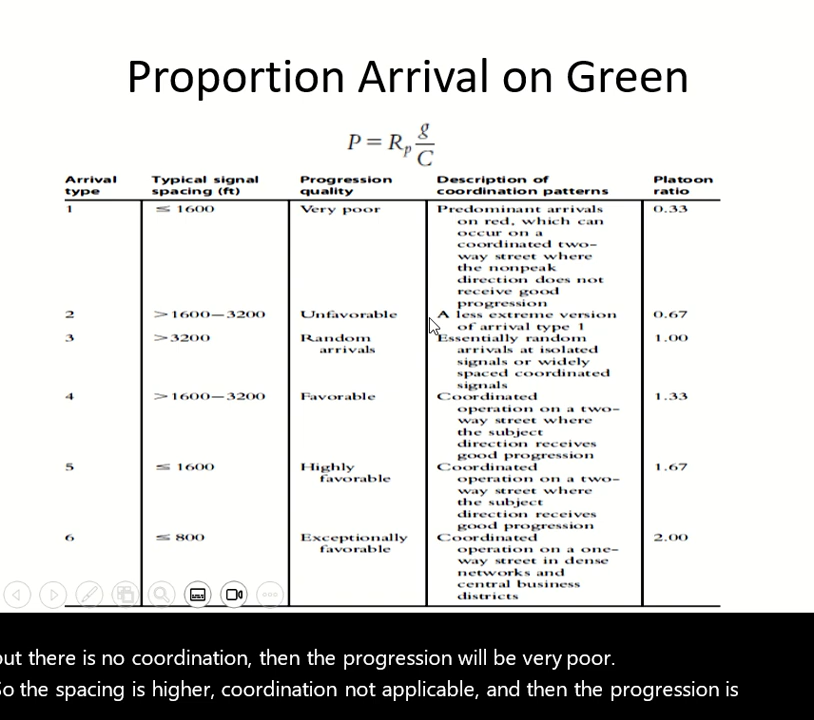 Proportion Arrival on Green
P = R_p g/C
Arrival type | Typical signal spacing (ft) | Progression quality | Description of coordination patterns | Platoon ratio
1 | ≤ 1600 | Very poor | Predominant arrivals on red, which can occur on a coordinated two-way street where the nonpeak direction does not receive good progression | 0.33
2 | >1600–3200 | Unfavorable | A less extreme version of arrival type 1 | 0.67
3 | >3200 | Random arrivals | Essentially random arrivals at isolated signals or widely spaced coordinated signals | 1.00
4 | >1600–3200 | Favorable | Coordinated operation on a two-way street where the subject direction receives good progression | 1.33
5 | ≤ 1600 | Highly favorable | Coordinated operation on a two-way street where the subject direction receives good progression | 1.67
6 | ≤ 800 | Exceptionally favorable | Coordinated operation on a one-way street in dense networks and central business districts | 2.00
out there is no coordination, then the progression will be very poor.
So the spacing is higher, coordination not applicable, and then the progression is